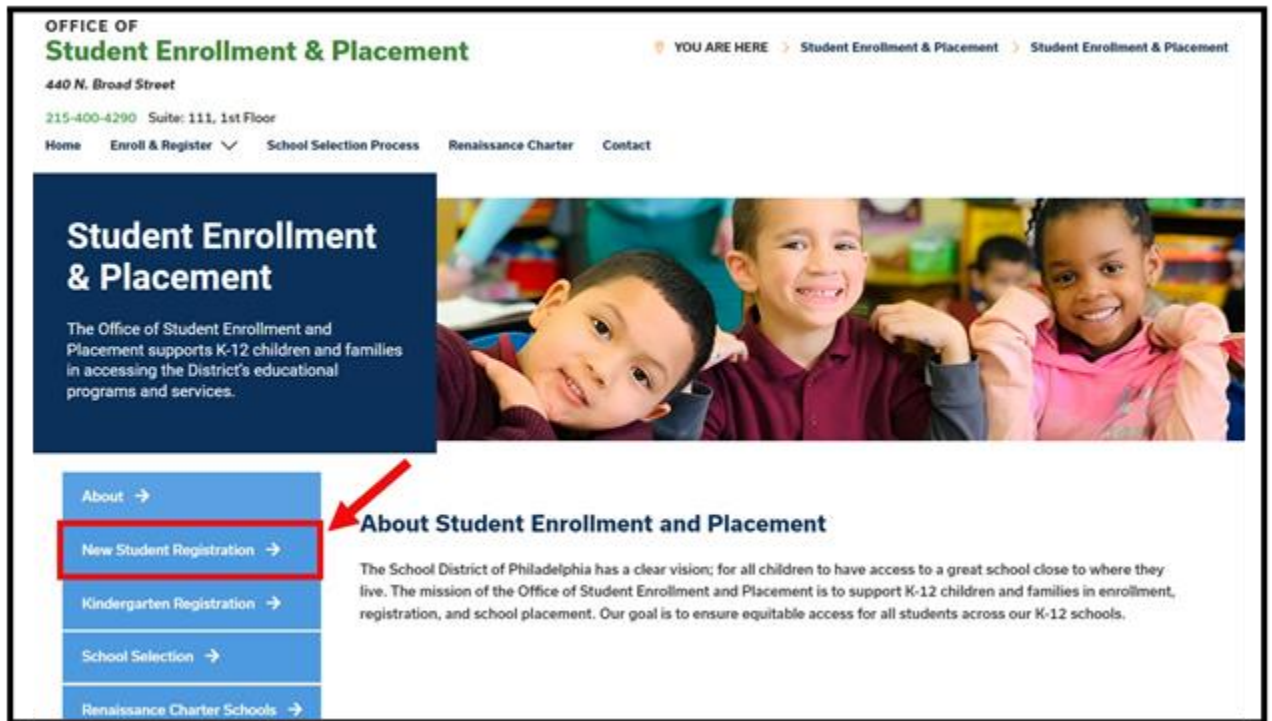 OFFICE OF
Student Enrollment & Placement
YOU ARE HERE > Student Enrollment & Placement > Student Enrollment & Placement
440 N. Broad Street
215-400-4290 Suite: 111, 1st Floor
Home Enroll & Register School Selection Process Renaissance Charter Contact
Student Enrollment
& Placement
The Office of Student Enrollment and
Placement supports K-12 children and families
in accessing the District's educational
programs and services.
About →
New Student Registration →
Kindergarten Registration →
School Selection →
Renaissance Charter Schools →
About Student Enrollment and Placement
The School District of Philadelphia has a clear vision; for all children to have access to a great school close to where they
live. The mission of the Office of Student Enrollment and Placement is to support K-12 children and families in enrollment,
registration, and school placement. Our goal is to ensure equitable access for all students across our K-12 schools.